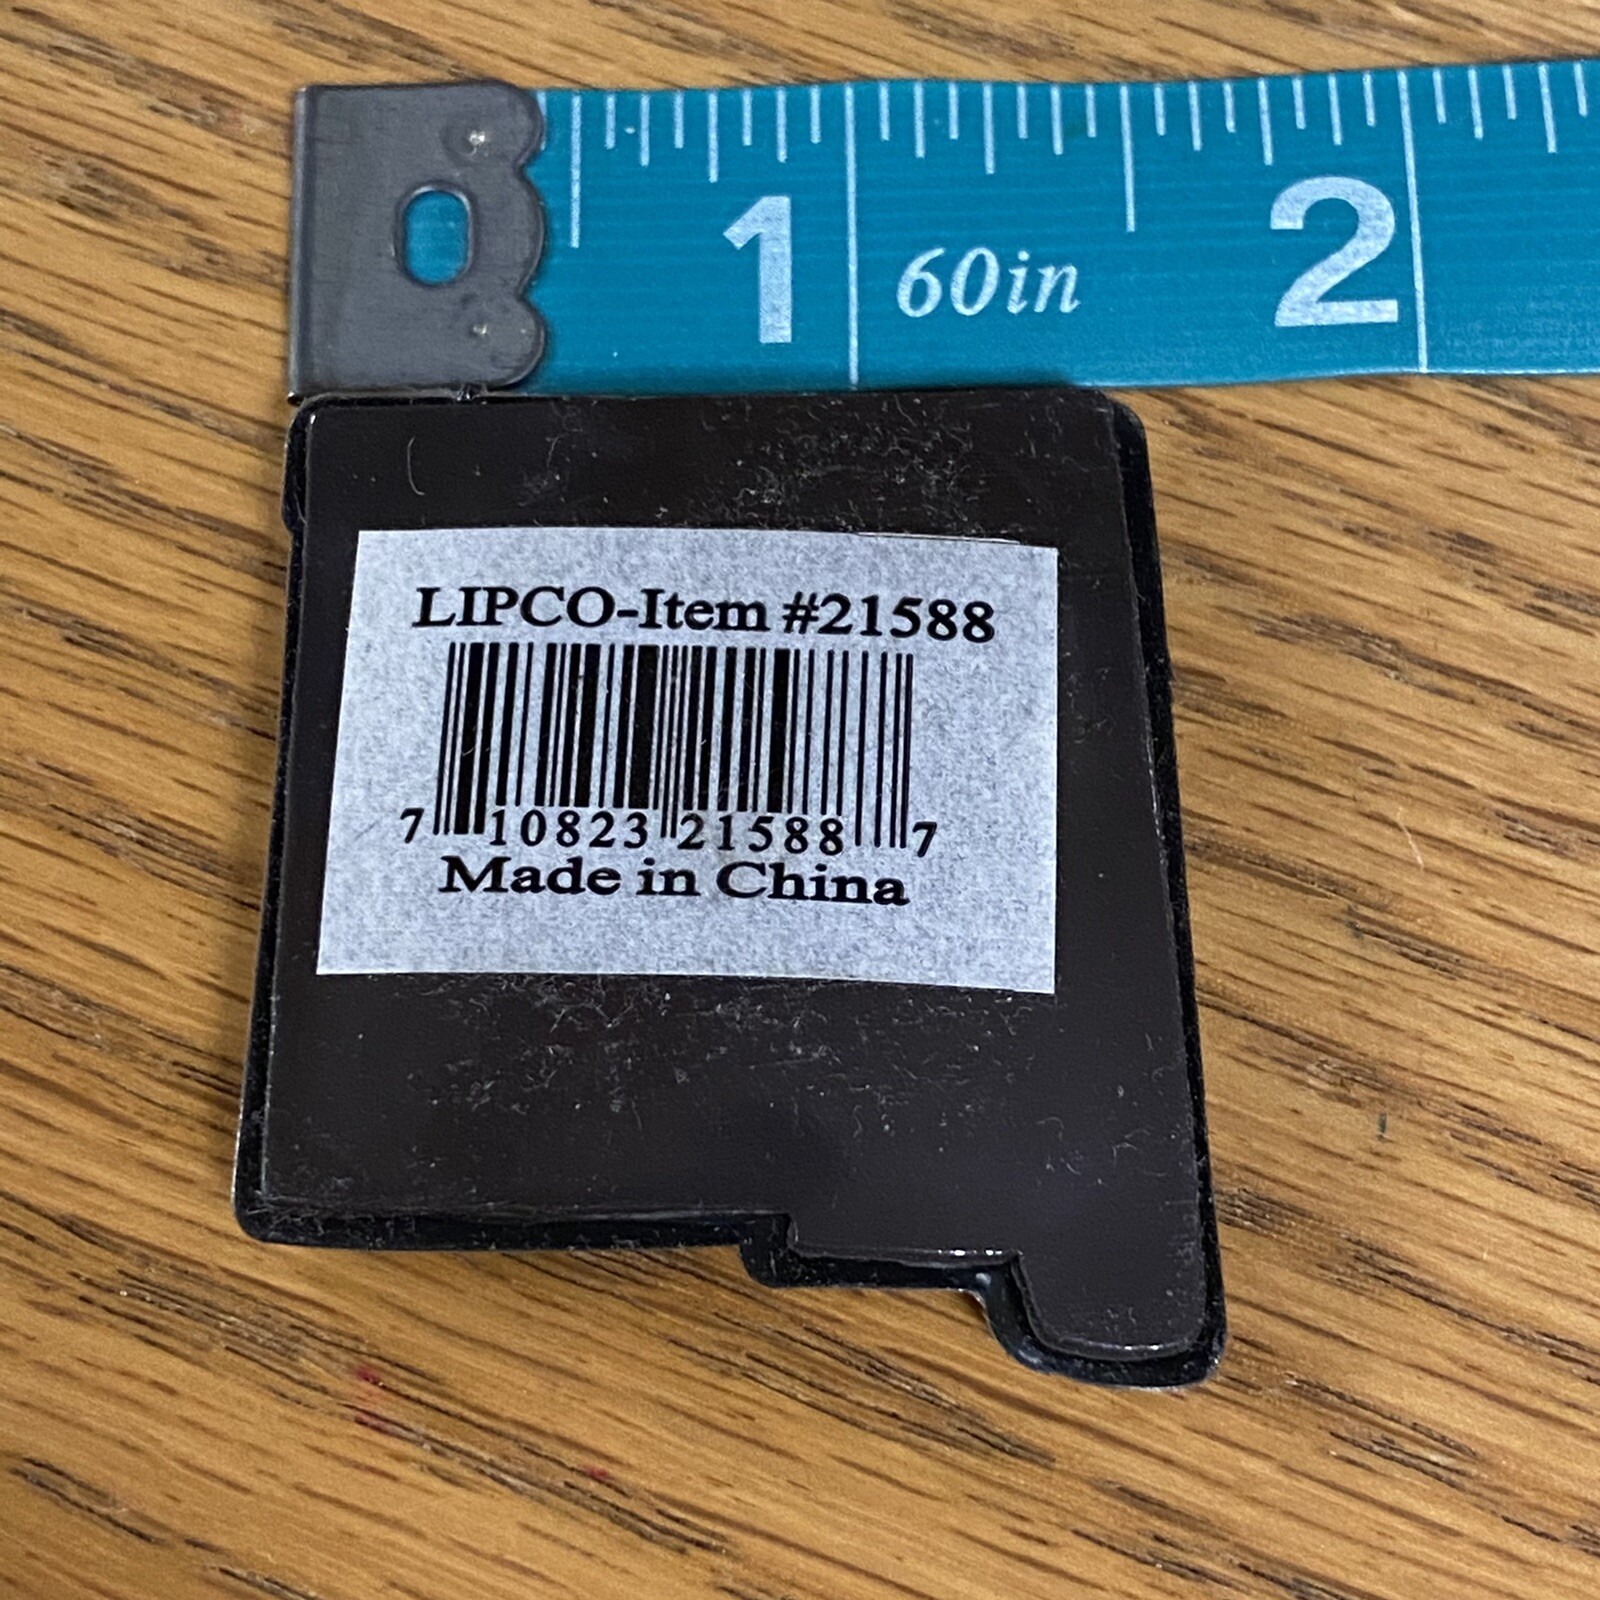 1 60in 2
LIPCO-Item #21588
7 10823 21588 7
Made in China